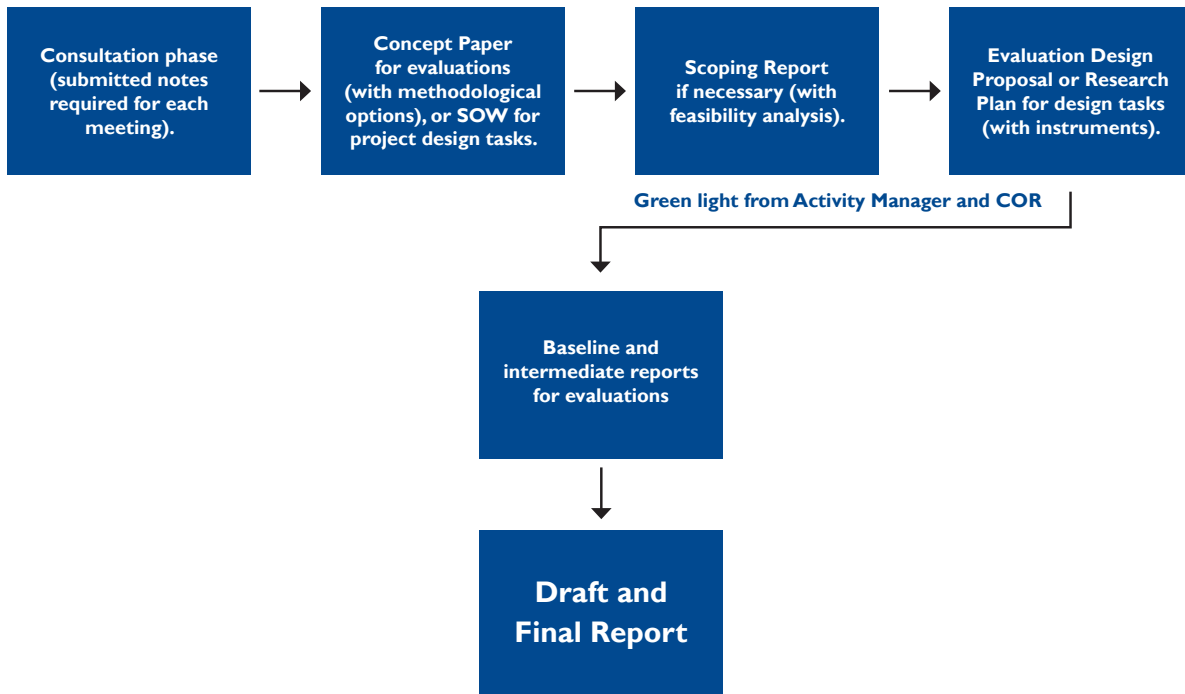 Consultation phase
(submitted notes
required for each
meeting).
Concept Paper
for evaluations
(with methodological
options), or SOW for
project design tasks.
Scoping Report
if necessary (with
feasibility analysis).
Evaluation Design
Proposal or Research
Plan for design tasks
(with instruments).
Green light from Activity Manager and COR
Baseline and
intermediate reports
for evaluations
Draft and
Final Report